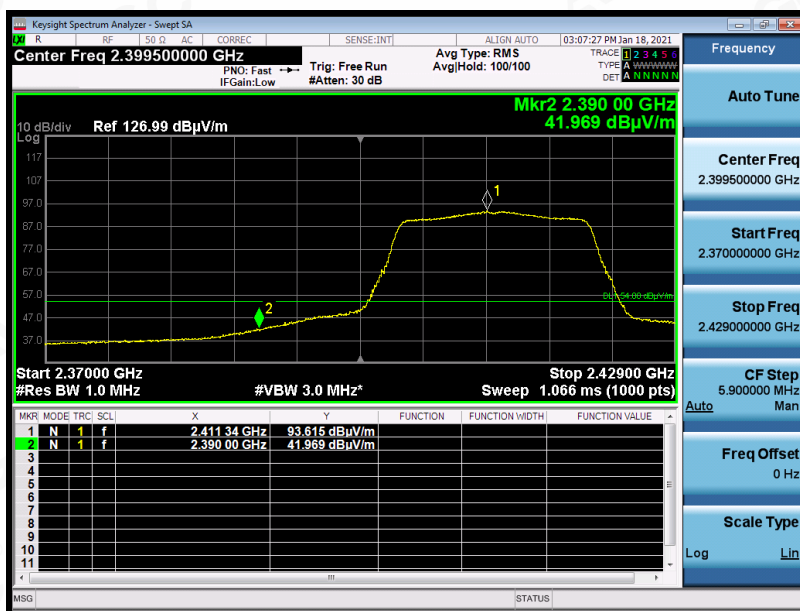 Keysight Spectrum Analyzer - Swept SA
LXI R RF 50 Ω AC CORREC SENSE:INT ALIGN AUTO 03:07:27 PM Jan 18, 2021
Center Freq 2.399500000 GHz
PNO: Fast
IFGain:Low
Trig: Free Run
#Atten: 30 dB
Avg Type: RMS
Avg|Hold: 100/100
TRACE 1 2 3 4 5 6
TYPE A WWWWW
DET A N N N N N
Mkr2 2.390 00 GHz
41.969 dBµV/m
10 dB/div Ref 126.99 dBµV/m
Log
117
107
97.0
87.0
77.0
67.0
57.0
47.0
37.0
1
2
DL1 54.00 dBµV/m
Start 2.37000 GHz Stop 2.42900 GHz
#Res BW 1.0 MHz #VBW 3.0 MHz* Sweep 1.066 ms (1000 pts)
MKR MODE TRC SCL X Y FUNCTION FUNCTION WIDTH FUNCTION VALUE
1 N 1 f 2.411 34 GHz 93.615 dBµV/m
2 N 1 f 2.390 00 GHz 41.969 dBµV/m
3
4
5
6
7
8
9
10
11
MSG STATUS
Frequency
Auto Tune
Center Freq
2.399500000 GHz
Start Freq
2.370000000 GHz
Stop Freq
2.429000000 GHz
CF Step
5.900000 MHz
Auto Man
Freq Offset
0 Hz
Scale Type
Log Lin